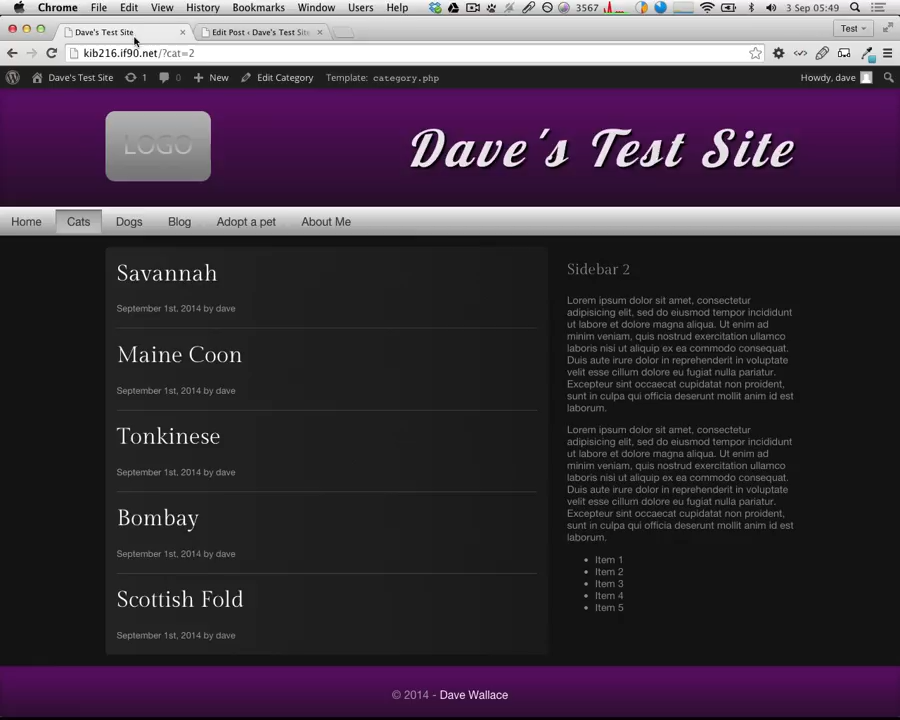 Chrome File Edit View History Bookmarks Window Users Help 3567 3 Sep 05:49
Dave's Test Site Edit Post ‹ Dave's Test Site Test
kib216.if90.net/?cat=2
Dave's Test Site 1 0 New Edit Category Template: category.php Howdy, dave
LOGO
Dave's Test Site
Home Cats Dogs Blog Adopt a pet About Me
Savannah
September 1st, 2014 by dave
Maine Coon
September 1st, 2014 by dave
Tonkinese
September 1st, 2014 by dave
Bombay
September 1st, 2014 by dave
Scottish Fold
September 1st, 2014 by dave
Sidebar 2
Lorem ipsum dolor sit amet, consectetur
adipisicing elit, sed do eiusmod tempor incididunt
ut labore et dolore magna aliqua. Ut enim ad
minim veniam, quis nostrud exercitation ullamco
laboris nisi ut aliquip ex ea commodo consequat.
Duis aute irure dolor in reprehenderit in voluptate
velit esse cillum dolore eu fugiat nulla pariatur.
Excepteur sint occaecat cupidatat non proident,
sunt in culpa qui officia deserunt mollit anim id est
laborum.
Lorem ipsum dolor sit amet, consectetur
adipisicing elit, sed do eiusmod tempor incididunt
ut labore et dolore magna aliqua. Ut enim ad
minim veniam, quis nostrud exercitation ullamco
laboris nisi ut aliquip ex ea commodo consequat.
Duis aute irure dolor in reprehenderit in voluptate
velit esse cillum dolore eu fugiat nulla pariatur.
Excepteur sint occaecat cupidatat non proident,
sunt in culpa qui officia deserunt mollit anim id est
laborum.
Item 1
Item 2
Item 3
Item 4
Item 5
© 2014 - Dave Wallace